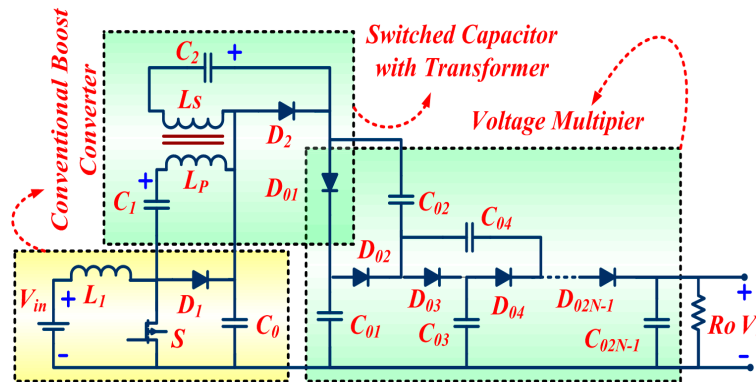 Switched Capacitor
with Transformer
Voltage Multipier
Conventional Boost
Converter
C2
+
Ls
D2
+
LP
C1
D01
C02
C04
D02
Vin
+
L1
D1
D03
D04
D02N-1
+
S
C0
C01
C03
C02N-1
Ro V
-
-